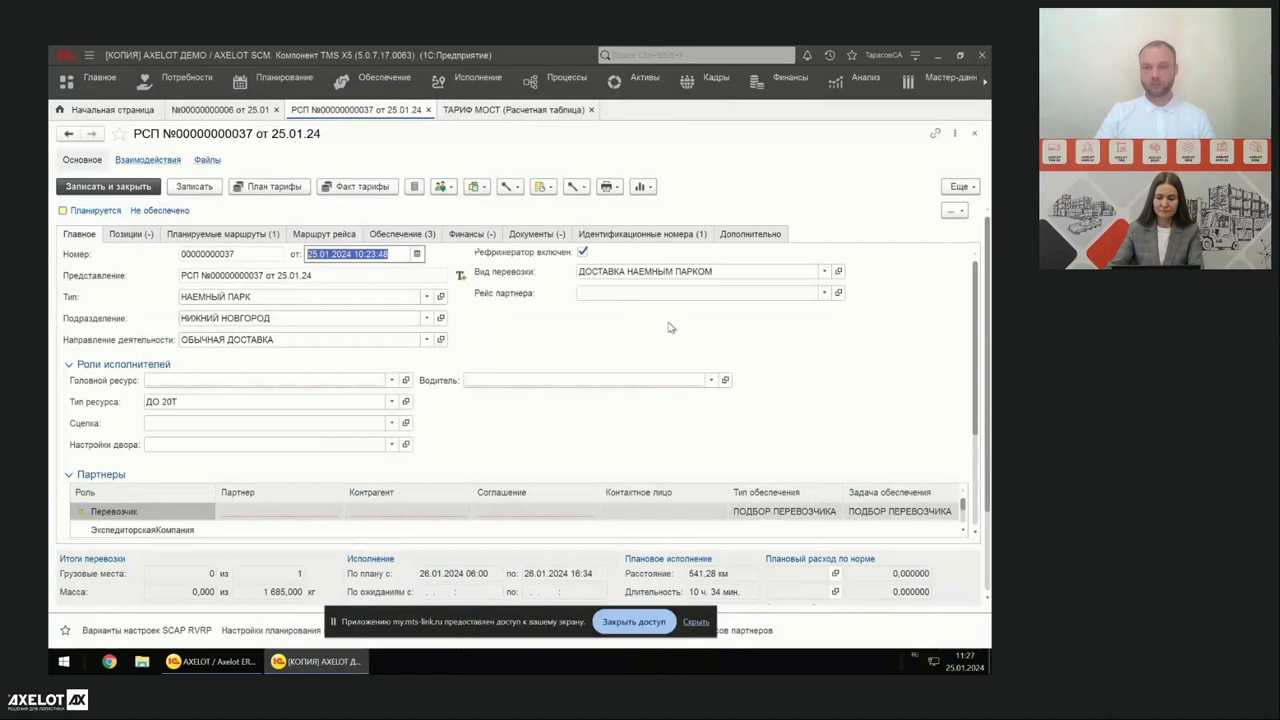 [КОПИЯ] AXELOT ДЕМО / AXELOT SCM. Компонент TMS X5 (5.0.7.17.0063) (1С:Предприятие)
Поиск Ctrl+Shift+F
ТарасовСА
Главное
Потребности
Планирование
Обеспечение
Исполнение
Процессы
Активы
Кадры
Финансы
Анализ
Мастер-данн
Начальная страница
№00000000006 от 25.01
РСП №00000000037 от 25.01.24
ТАРИФ МОСТ (Расчетная таблица)
РСП №00000000037 от 25.01.24
Основное Взаимодействия Файлы
Записать и закрыть Записать План тарифы Факт тарифы Еще
Планируется Не обеспечено
Главное Позиции (-) Планируемые маршруты (1) Маршрут рейса Обеспечение (3) Финансы (-) Документы (-) Идентификационные номера (1) Дополнительно
Номер: 00000000037 от: 25.01.2024 10:23:48
Рефрижератор включен:
Представление: РСП №00000000037 от 25.01.24
Вид перевозки: ДОСТАВКА НАЕМНЫМ ПАРКОМ
Тип: НАЕМНЫЙ ПАРК
Рейс партнера:
Подразделение: НИЖНИЙ НОВГОРОД
Направление деятельности: ОБЫЧНАЯ ДОСТАВКА
Роли исполнителей
Головной ресурс: Водитель:
Тип ресурса: ДО 20Т
Сцепка:
Настройки двора:
Партнеры
Роль Партнер Контрагент Соглашение Контактное лицо Тип обеспечения Задача обеспечения
Перевозчик ПОДБОР ПЕРЕВОЗЧИКА ПОДБОР ПЕРЕВОЗЧИКА
ЭкспедиторскаяКомпания
Итоги перевозки Исполнение Плановое исполнение Плановый расход по норме
Грузовые места: 0 из 1 По плану с: 26.01.2024 06:00 по: 26.01.2024 16:34 Расстояние: 541,28 км 0,000000
Масса: 0,000 из 1 685,000 кг По ожиданиям с: . . : по: . . : Длительность: 10 ч. 34 мин. 0,000000
Приложению my.mts-link.ru предоставлен доступ к вашему экрану. Закрыть доступ Скрыть
Варианты настроек SCAP RVRP Настройки планирования
сов партнеров
AXELOT / Axelot ER...
[КОПИЯ] AXELOT Д...
RU
11:27
25.01.2024
AXELOT AX
РЕШЕНИЯ ДЛЯ ЛОГИСТИКИ